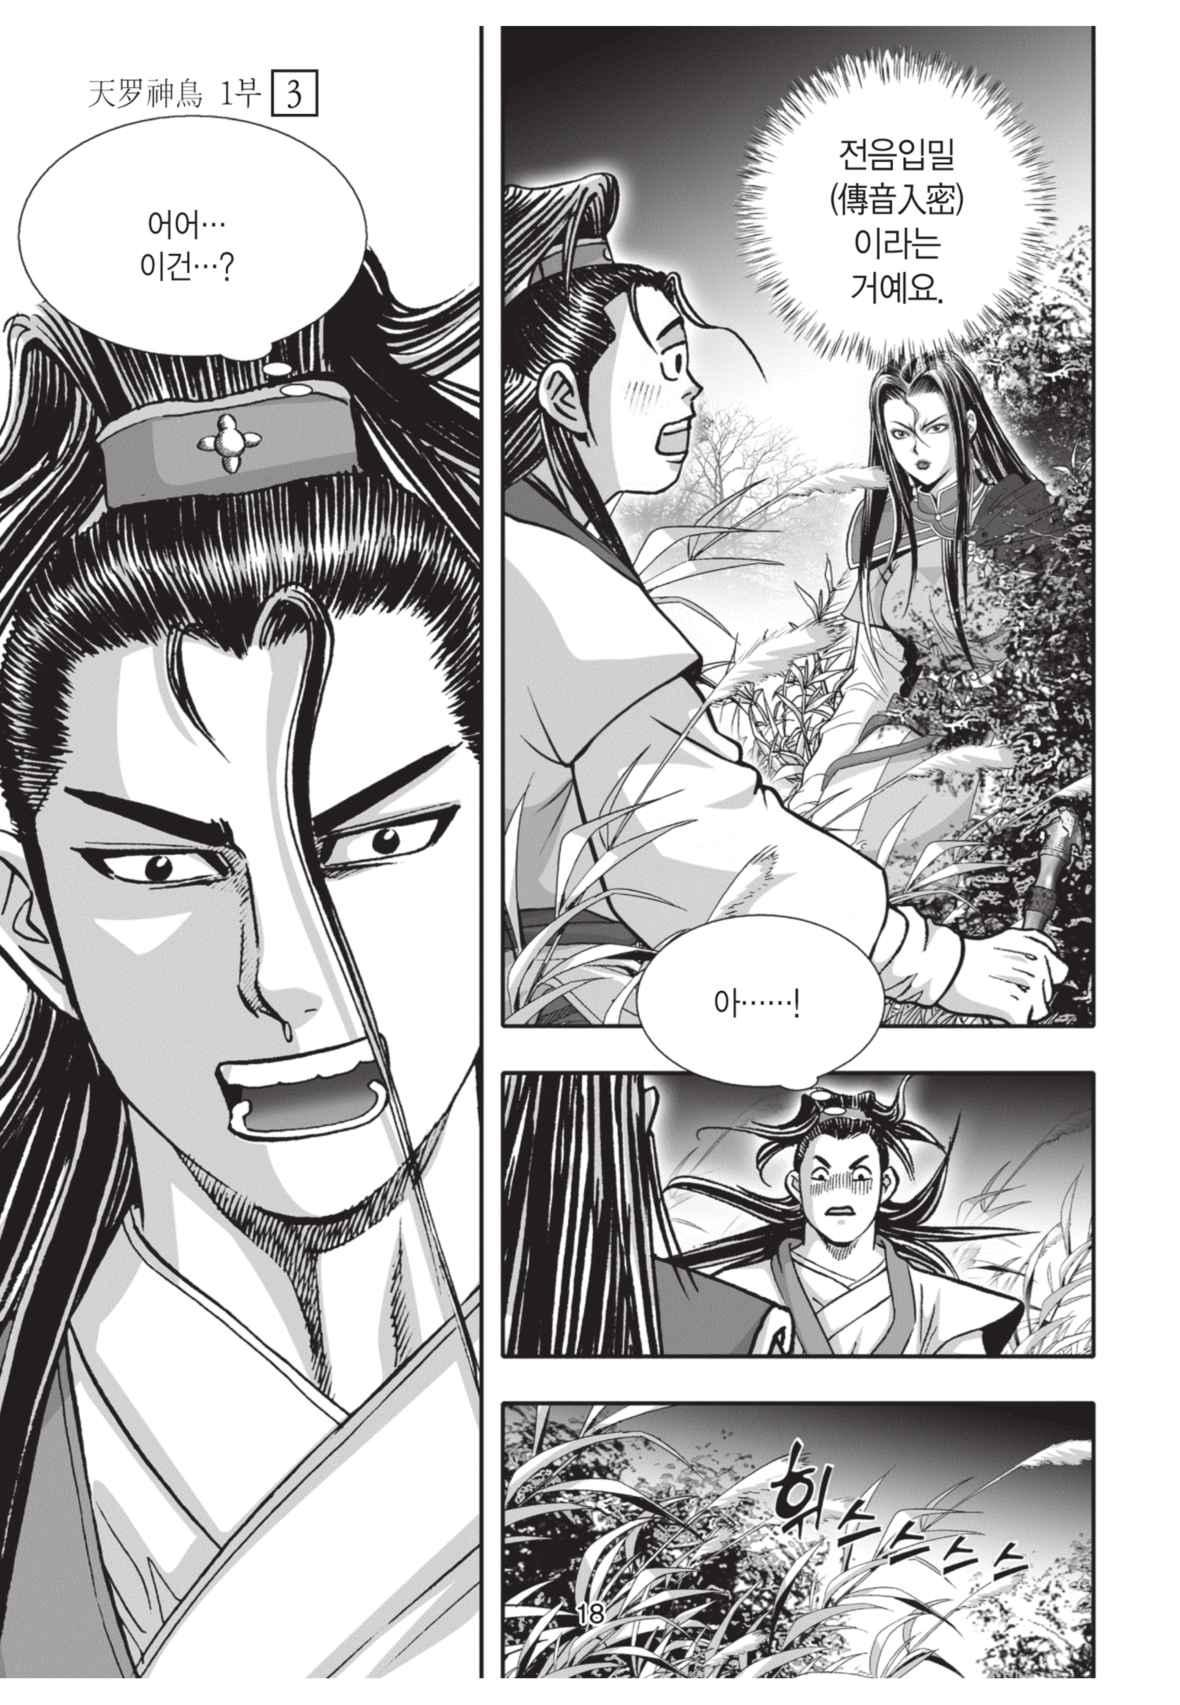 天罗神鳥 1부 3
어어…
이건…?
전음입밀
(傳音入密)
이라는
거예요.
아……!
휘스스스스
18